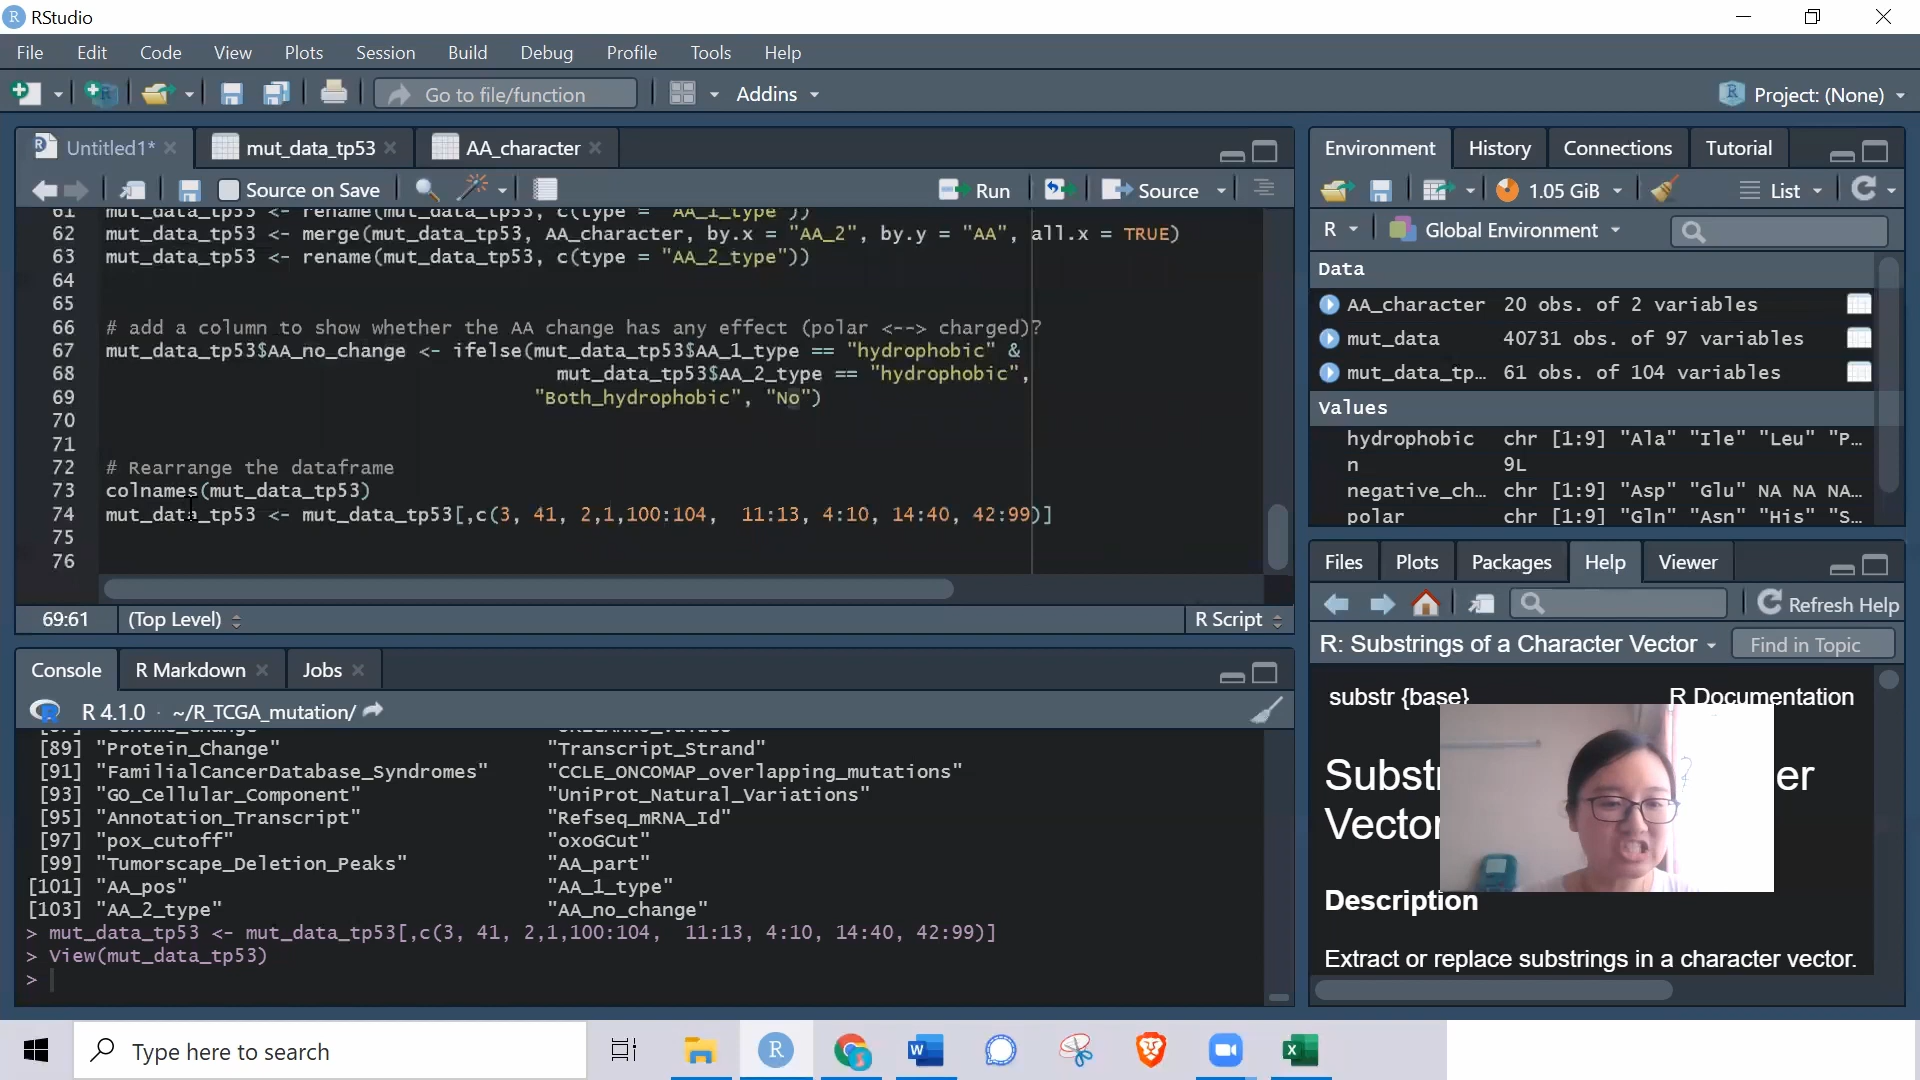 RStudio
File Edit Code View Plots Session Build Debug Profile Tools Help
Go to file/function Addins Project: (None)
Untitled1* mut_data_tp53 AA_character
Source on Save Run Source
61 mut_data_tp53 <- rename(mut_data_tp53, c(type = "AA_1_type"))
62 mut_data_tp53 <- merge(mut_data_tp53, AA_character, by.x = "AA_2", by.y = "AA", all.x = TRUE)
63 mut_data_tp53 <- rename(mut_data_tp53, c(type = "AA_2_type"))
64
65
66 # add a column to show whether the AA change has any effect (polar <--> charged)?
67 mut_data_tp53$AA_no_change <- ifelse(mut_data_tp53$AA_1_type == "hydrophobic" &
68 mut_data_tp53$AA_2_type == "hydrophobic",
69 "Both_hydrophobic", "No")
70
71
72 # Rearrange the dataframe
73 colnames(mut_data_tp53)
74 mut_data_tp53 <- mut_data_tp53[,c(3, 41, 2,1,100:104,  11:13, 4:10, 14:40, 42:99)]
75
76
69:61 (Top Level) R Script
Console R Markdown Jobs
R 4.1.0 · ~/R_TCGA_mutation/
[89] "Protein_Change" "Transcript_Strand"
[91] "FamilialCancerDatabase_Syndromes" "CCLE_ONCOMAP_overlapping_mutations"
[93] "GO_Cellular_Component" "UniProt_Natural_Variations"
[95] "Annotation_Transcript" "Refseq_mRNA_Id"
[97] "pox_cutoff" "oxoGCut"
[99] "Tumorscape_Deletion_Peaks" "AA_part"
[101] "AA_pos" "AA_1_type"
[103] "AA_2_type" "AA_no_change"
> mut_data_tp53 <- mut_data_tp53[,c(3, 41, 2,1,100:104,  11:13, 4:10, 14:40, 42:99)]
> View(mut_data_tp53)
>
Environment History Connections Tutorial
1.05 GiB List
R Global Environment
Data
AA_character 20 obs. of 2 variables
mut_data 40731 obs. of 97 variables
mut_data_tp… 61 obs. of 104 variables
Values
hydrophobic chr [1:9] "Ala" "Ile" "Leu" "P…
n 9L
negative_ch… chr [1:9] "Asp" "Glu" NA NA NA…
polar chr [1:9] "Gln" "Asn" "His" "S…
Files Plots Packages Help Viewer
Refresh Help
R: Substrings of a Character Vector Find in Topic
substr {base} R Documentation
Substr er
Vector
Description
Extract or replace substrings in a character vector.
Type here to search